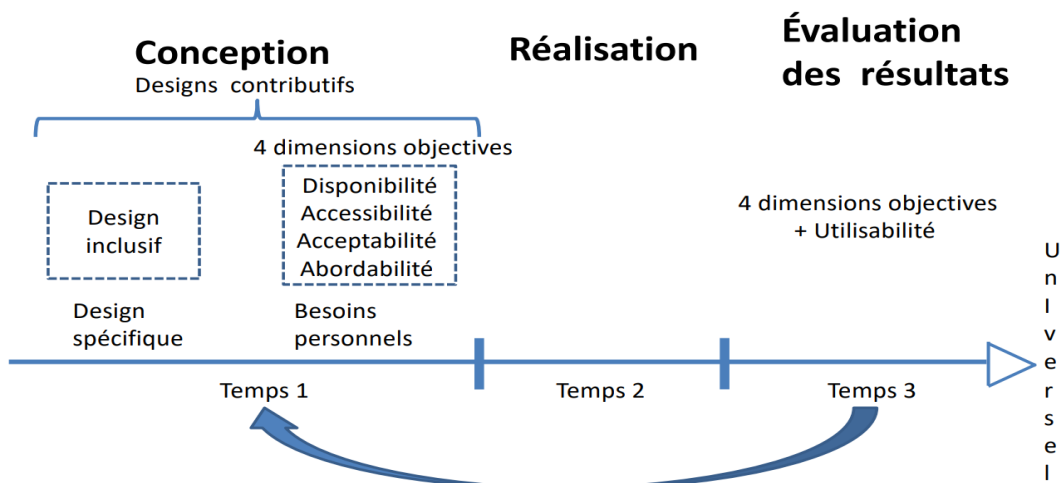 Conception
Designs contributifs
Réalisation
Évaluation
des résultats
4 dimensions objectives
Design
inclusif
Disponibilité
Accessibilité
Acceptabilité
Abordabilité
4 dimensions objectives
+ Utilisabilité
Design
spécifique
Besoins
personnels
Temps 1
Temps 2
Temps 3
UnIversel